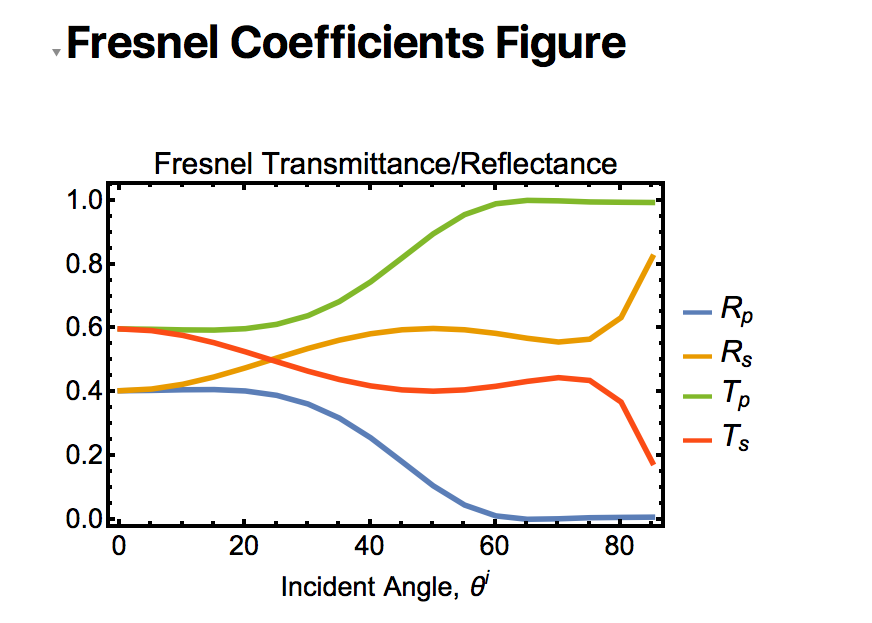 Fresnel Coefficients Figure
Fresnel Transmittance/Reflectance
1.0
0.8
0.6
0.4
0.2
0.0
0 20 40 60 80
Incident Angle, θⁱ
Rₚ
Rₛ
Tₚ
Tₛ